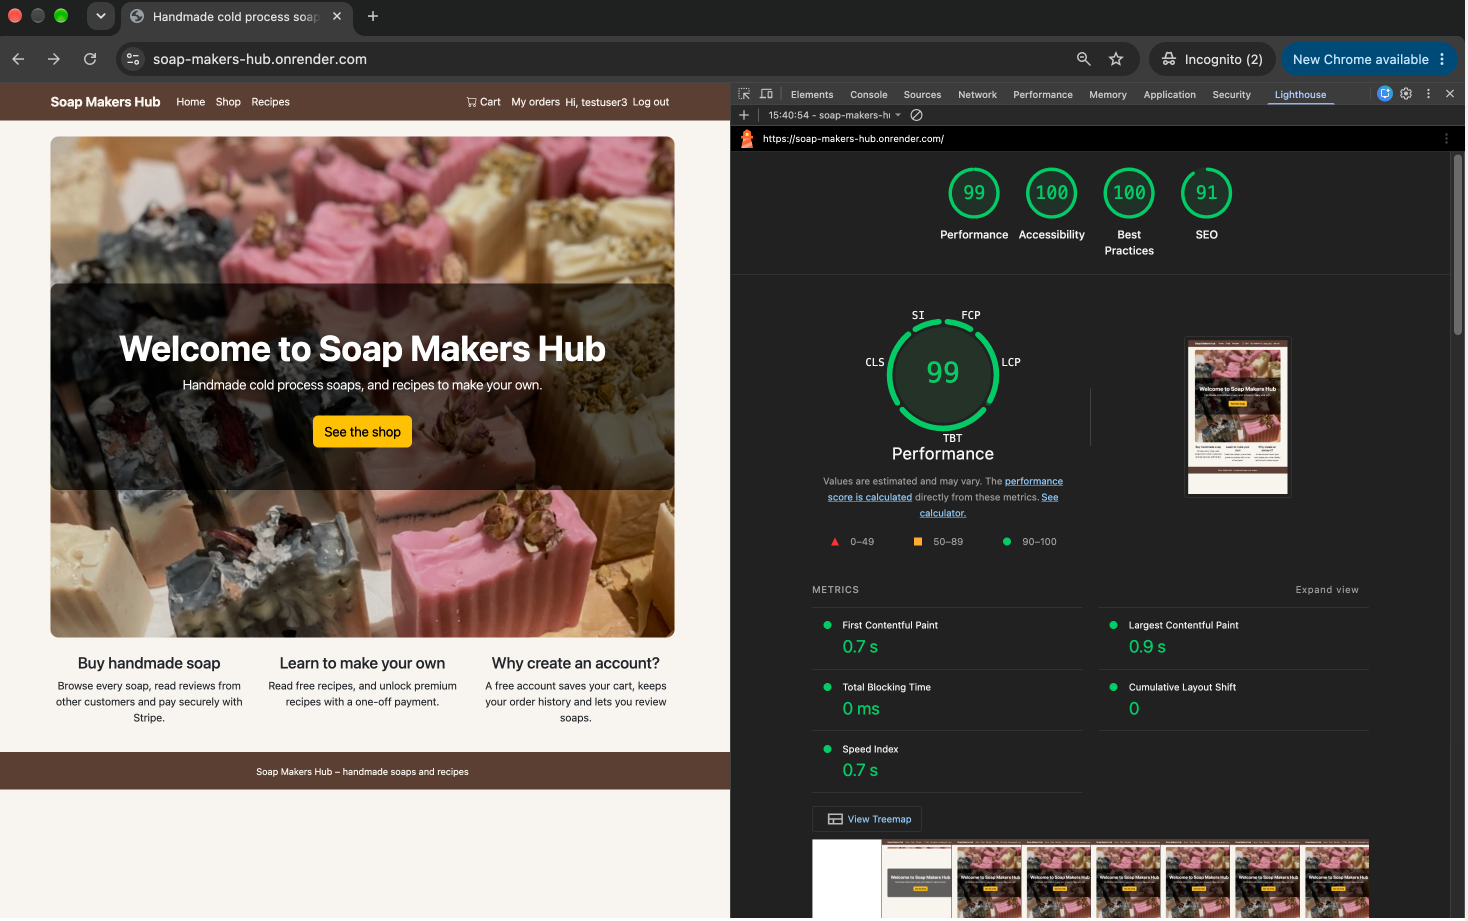 Handmade cold process soap
soap-makers-hub.onrender.com
Incognito (2)
New Chrome available
Soap Makers Hub Home Shop Recipes Cart My orders Hi, testuser3 Log out
Welcome to Soap Makers Hub
Handmade cold process soaps, and recipes to make your own.
See the shop
Buy handmade soap
Browse every soap, read reviews from
other customers and pay securely with
Stripe.
Learn to make your own
Read free recipes, and unlock premium
recipes with a one-off payment.
Why create an account?
A free account saves your cart, keeps
your order history and lets you review
soaps.
Soap Makers Hub – handmade soaps and recipes
Elements Console Sources Network Performance Memory Application Security Lighthouse
15:40:54 - soap-makers-hu
https://soap-makers-hub.onrender.com/
99 100 100 91
Performance Accessibility Best Practices SEO
SI FCP
CLS LCP
99
TBT
Performance
Values are estimated and may vary. The performance
score is calculated directly from these metrics. See
calculator.
0–49 50–89 90–100
METRICS Expand view
First Contentful Paint
0.7 s
Largest Contentful Paint
0.9 s
Total Blocking Time
0 ms
Cumulative Layout Shift
0
Speed Index
0.7 s
View Treemap